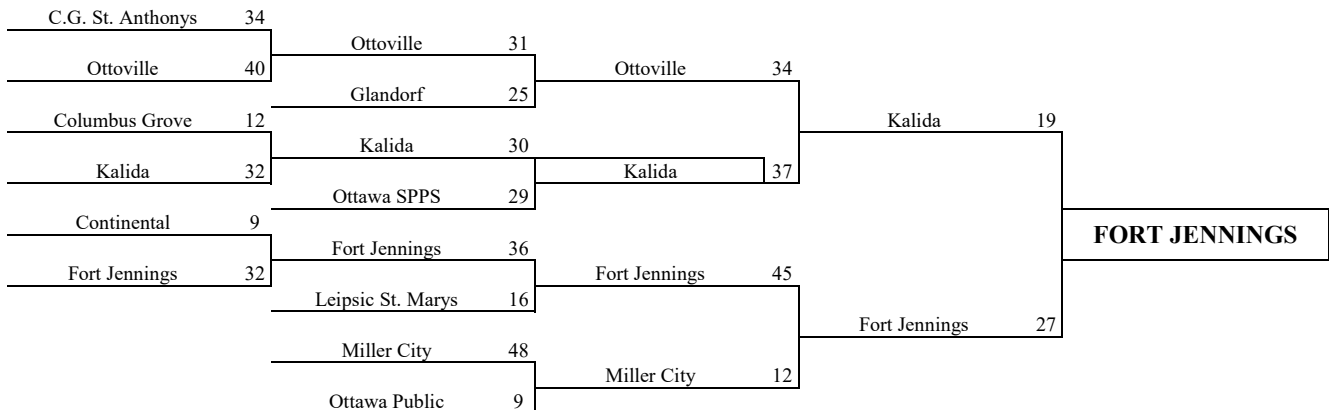 C.G. St. Anthonys 34
Ottoville 31
Ottoville 40
Ottoville 34
Glandorf 25
Columbus Grove 12
Kalida 19
Kalida 30
Kalida 32
Kalida 37
Ottawa SPPS 29
Continental 9
FORT JENNINGS
Fort Jennings 36
Fort Jennings 32
Fort Jennings 45
Leipsic St. Marys 16
Fort Jennings 27
Miller City 48
Miller City 12
Ottawa Public 9